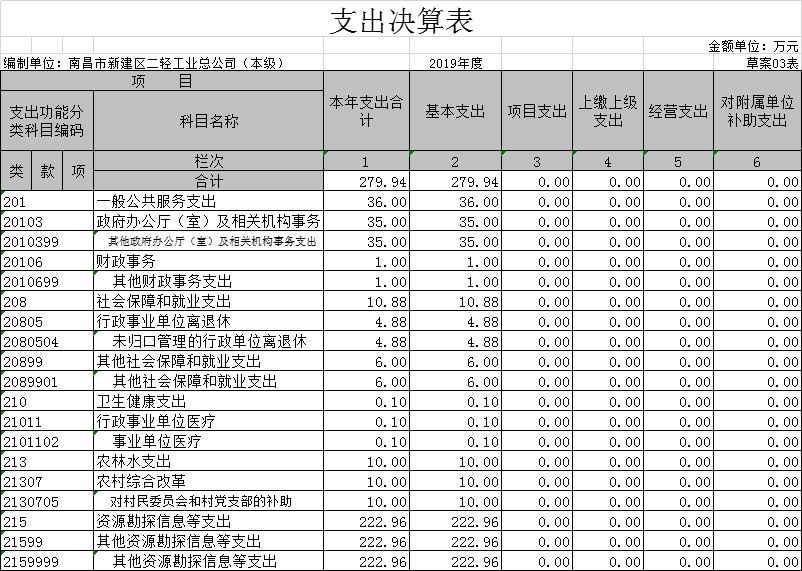 支出决算表
金额单位：万元
编制单位：南昌市新建区二轻工业总公司（本级） 2019年度 草案03表
项 目 本年支出合计 基本支出 项目支出 上缴上级支出 经营支出 对附属单位补助支出
支出功能分类科目编码 科目名称
类 款 项 栏次 1 2 3 4 5 6
合计 279.94 279.94 0.00 0.00 0.00 0.00
201 一般公共服务支出 36.00 36.00 0.00 0.00 0.00 0.00
20103 政府办公厅（室）及相关机构事务 35.00 35.00 0.00 0.00 0.00 0.00
2010399 其他政府办公厅（室）及相关机构事务支出 35.00 35.00 0.00 0.00 0.00 0.00
20106 财政事务 1.00 1.00 0.00 0.00 0.00 0.00
2010699 其他财政事务支出 1.00 1.00 0.00 0.00 0.00 0.00
208 社会保障和就业支出 10.88 10.88 0.00 0.00 0.00 0.00
20805 行政事业单位离退休 4.88 4.88 0.00 0.00 0.00 0.00
2080504 未归口管理的行政单位离退休 4.88 4.88 0.00 0.00 0.00 0.00
20899 其他社会保障和就业支出 6.00 6.00 0.00 0.00 0.00 0.00
2089901 其他社会保障和就业支出 6.00 6.00 0.00 0.00 0.00 0.00
210 卫生健康支出 0.10 0.10 0.00 0.00 0.00 0.00
21011 行政事业单位医疗 0.10 0.10 0.00 0.00 0.00 0.00
2101102 事业单位医疗 0.10 0.10 0.00 0.00 0.00 0.00
213 农林水支出 10.00 10.00 0.00 0.00 0.00 0.00
21307 农村综合改革 10.00 10.00 0.00 0.00 0.00 0.00
2130705 对村民委员会和村党支部的补助 10.00 10.00 0.00 0.00 0.00 0.00
215 资源勘探信息等支出 222.96 222.96 0.00 0.00 0.00 0.00
21599 其他资源勘探信息等支出 222.96 222.96 0.00 0.00 0.00 0.00
2159999 其他资源勘探信息等支出 222.96 222.96 0.00 0.00 0.00 0.00